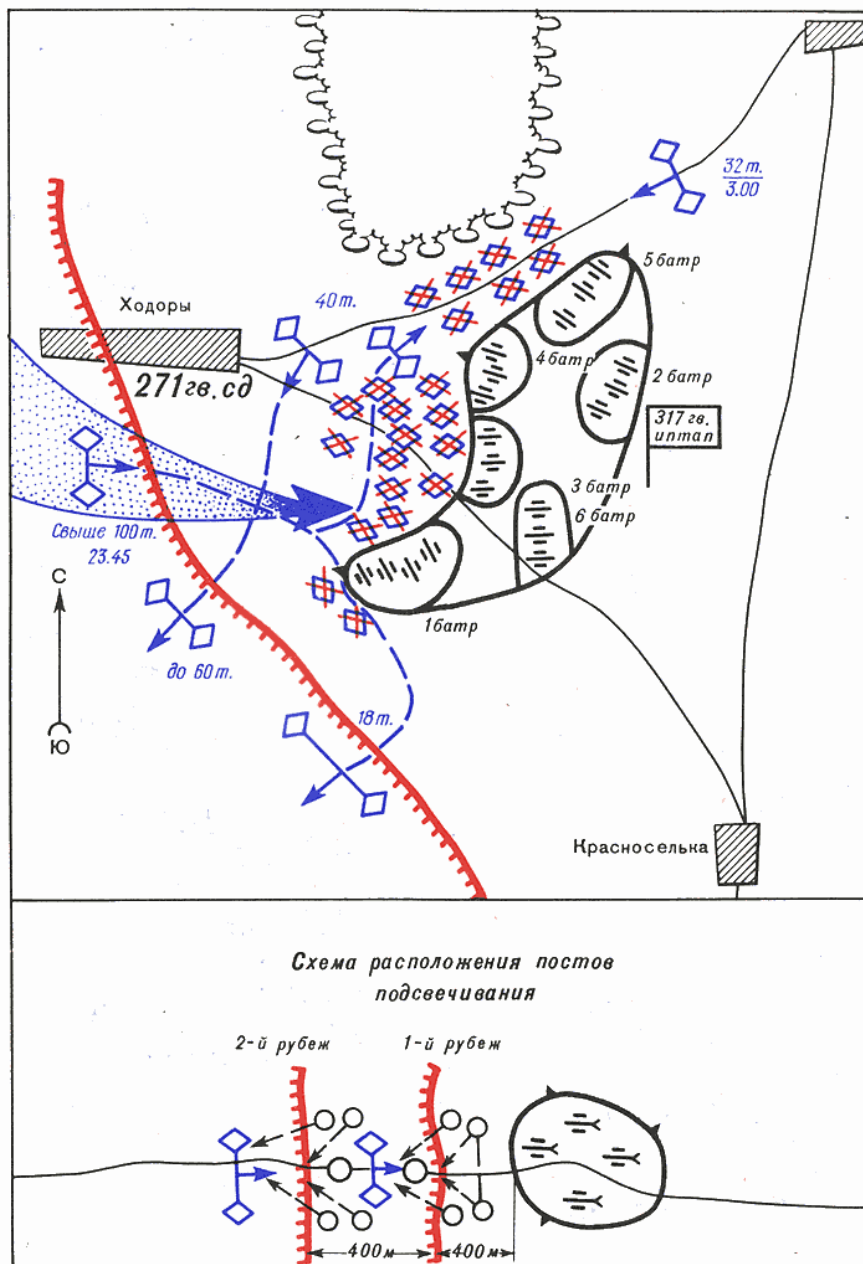 32 т.
3.00
5 батр
Ходоры
40 т.
271 гв. сд
4 батр
2 батр
317 гв.
иптап
3 батр
6 батр
Свыше 100 т.
23.45
С
Ю
1 батр
до 60 т.
18 т.
Красноселька
Схема расположения постов
подсвечивания
2-й рубеж
1-й рубеж
400 м
400 м